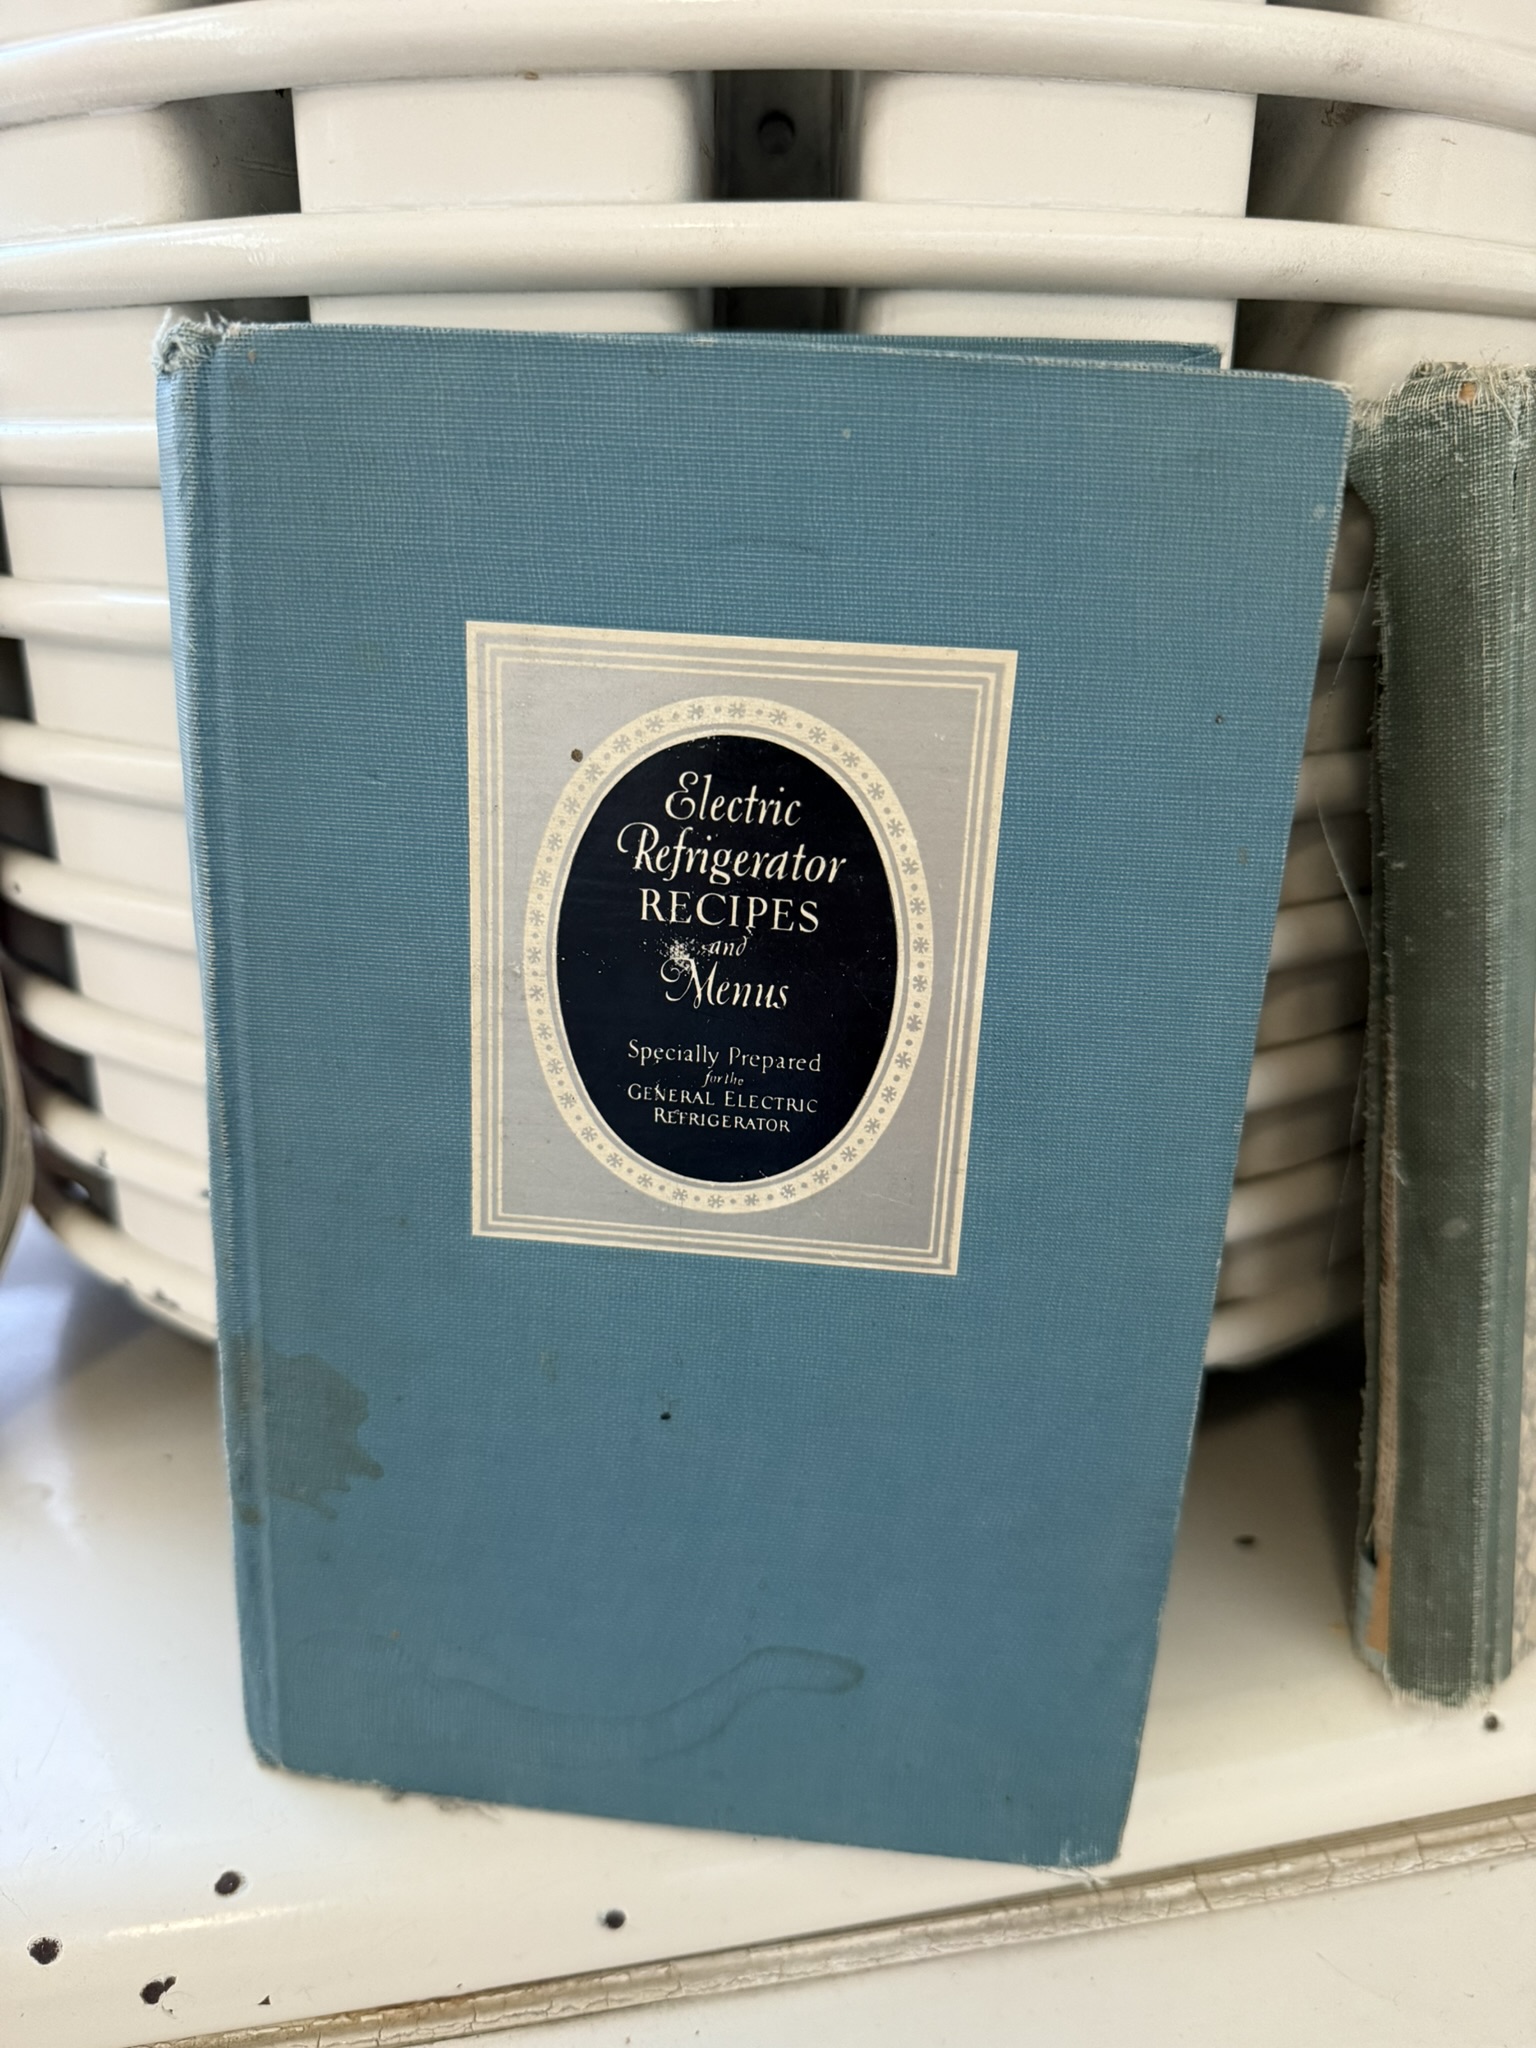 Electric
Refrigerator
RECIPES
and
Menus
Specially Prepared
for the
GENERAL ELECTRIC
REFRIGERATOR